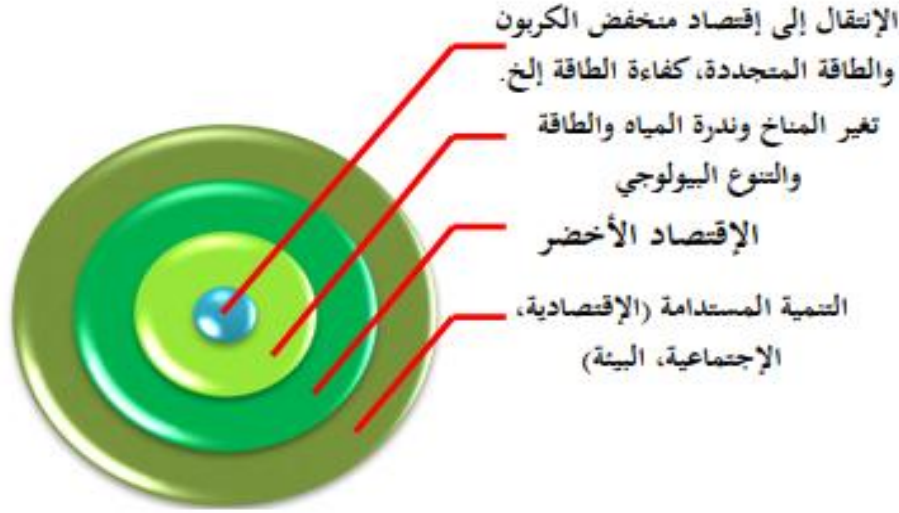 الإنتقال إلى إقتصاد منخفض الكربون
والطاقة المتجددة، كفاءة الطاقة إلخ.
تغير المناخ وندرة المياه والطاقة
والتنوع البيولوجي
الإقتصاد الأخضر
التنمية المستدامة (الإقتصادية،
الإجتماعية، البيئة)